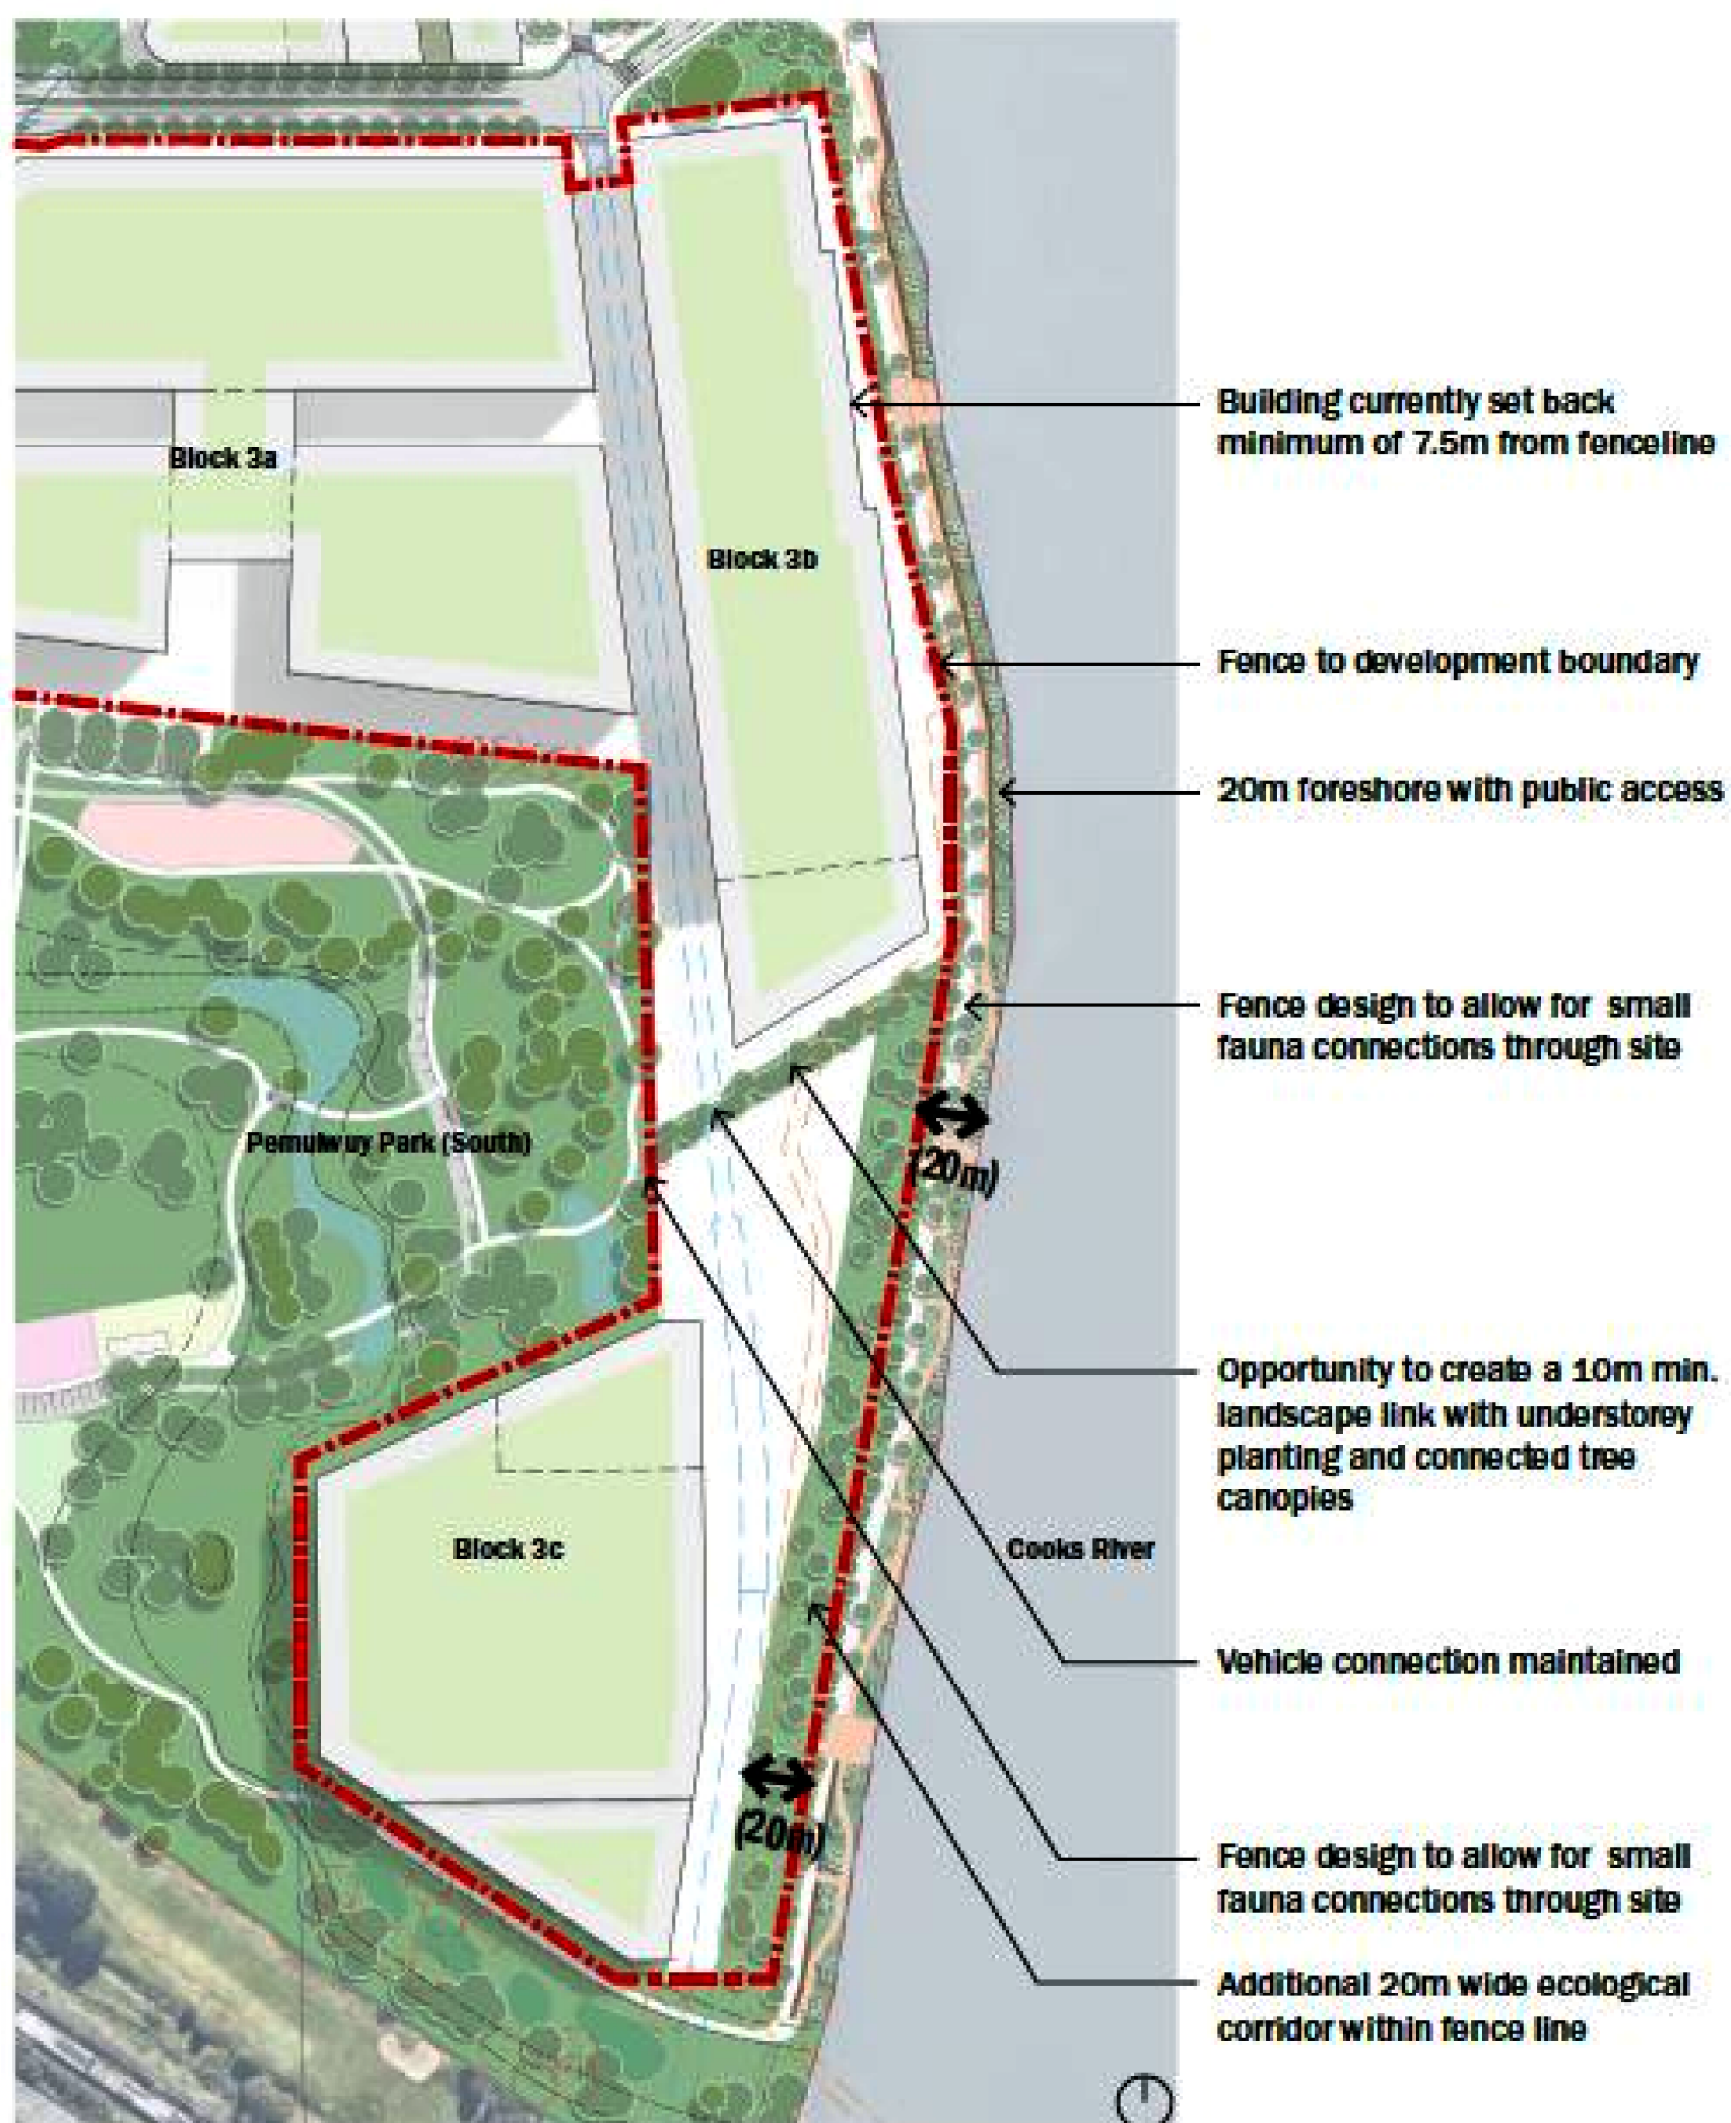 Building currently set back
minimum of 7.5m from fenceline
Block 3a
Block 3b
Fence to development boundary
20m foreshore with public access
Fence design to allow for small
fauna connections through site
Pemulwuy Park (South)
(20m)
Opportunity to create a 10m min.
landscape link with understorey
planting and connected tree
canopies
Block 3c
Cooks River
Vehicle connection maintained
(20m)
Fence design to allow for small
fauna connections through site
Additional 20m wide ecological
corridor within fence line